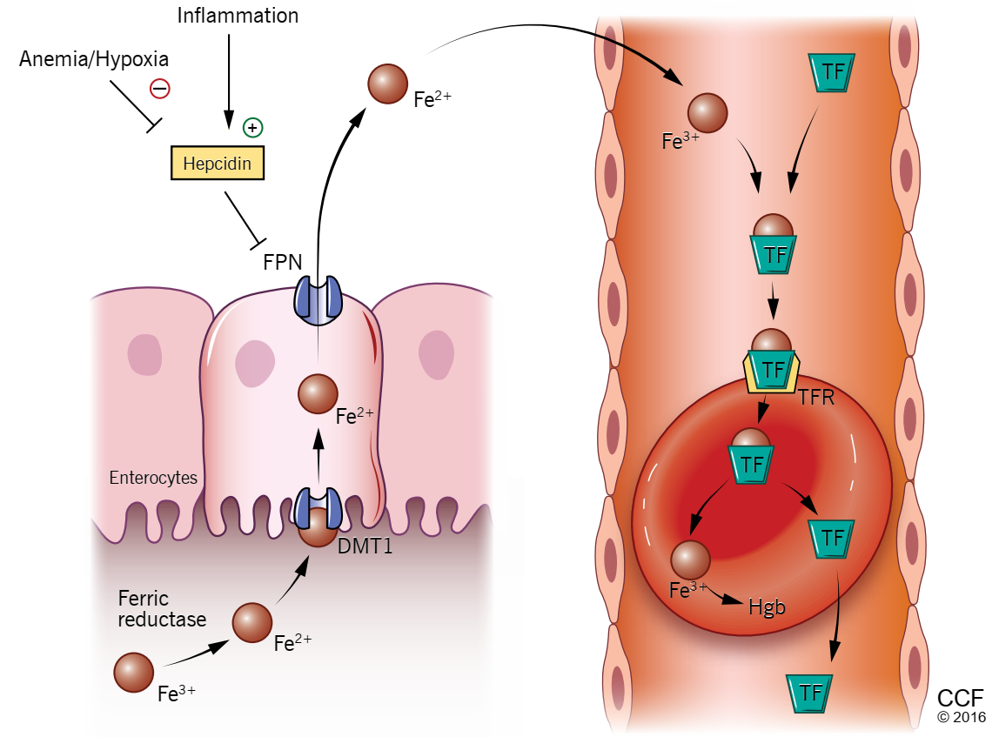 Inflammation
Anemia/Hypoxia
−
+
Hepcidin
FPN
Fe²⁺
Fe²⁺
Enterocytes
DMT1
Ferric
reductase
Fe²⁺
Fe³⁺
TF
Fe³⁺
TF
TF
TFR
TF
TF
Fe³⁺
Hgb
TF
CCF
© 2016